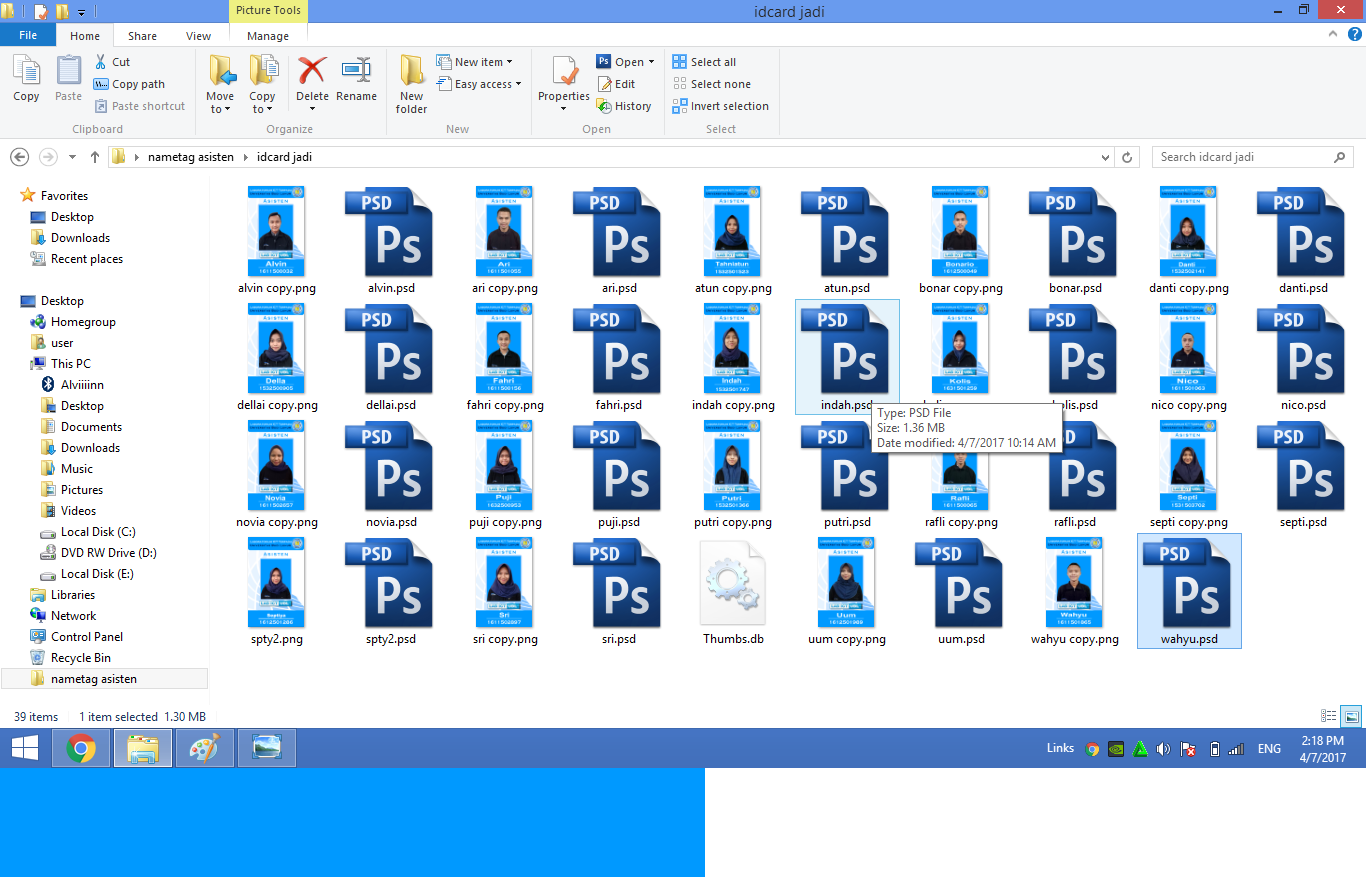 Picture Tools
idcard jadi
File
Home
Share
View
Manage
Copy
Paste
Cut
Copy path
Paste shortcut
Clipboard
Move to
Copy to
Delete
Rename
Organize
New folder
New item
Easy access
New
Properties
Open
Edit
History
Open
Select all
Select none
Invert selection
Select
nametag asisten
idcard jadi
Search idcard jadi
Favorites
Desktop
Downloads
Recent places
Desktop
Homegroup
user
This PC
Alviiiinn
Desktop
Documents
Downloads
Music
Pictures
Videos
Local Disk (C:)
DVD RW Drive (D:)
Local Disk (E:)
Libraries
Network
Control Panel
Recycle Bin
nametag asisten
alvin copy.png
alvin.psd
ari copy.png
ari.psd
atun copy.png
atun.psd
bonar copy.png
bonar.psd
danti copy.png
danti.psd
dellai copy.png
dellai.psd
fahri copy.png
fahri.psd
indah copy.png
indah.psd
kolis.psd
nico copy.png
nico.psd
Type: PSD File
Size: 1.36 MB
Date modified: 4/7/2017 10:14 AM
novia copy.png
novia.psd
puji copy.png
puji.psd
putri copy.png
putri.psd
rafli copy.png
rafli.psd
septi copy.png
septi.psd
spty2.png
spty2.psd
sri copy.png
sri.psd
Thumbs.db
uum copy.png
uum.psd
wahyu copy.png
wahyu.psd
39 items
1 item selected 1.30 MB
Links
ENG
2:18 PM
4/7/2017